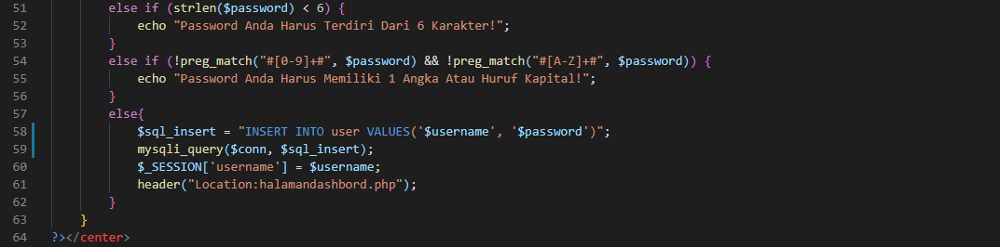 51 else if (strlen($password) < 6) {
52 echo "Password Anda Harus Terdiri Dari 6 Karakter!";
53 }
54 else if (!preg_match("#[0-9]+#", $password) && !preg_match("#[A-Z]+#", $password)) {
55 echo "Password Anda Harus Memiliki 1 Angka Atau Huruf Kapital!";
56 }
57 else{
58 $sql_insert = "INSERT INTO user VALUES('$username', '$password')";
59 mysqli_query($conn, $sql_insert);
60 $_SESSION['username'] = $username;
61 header("Location:halamandashbord.php");
62 }
63 }
64 ?></center>